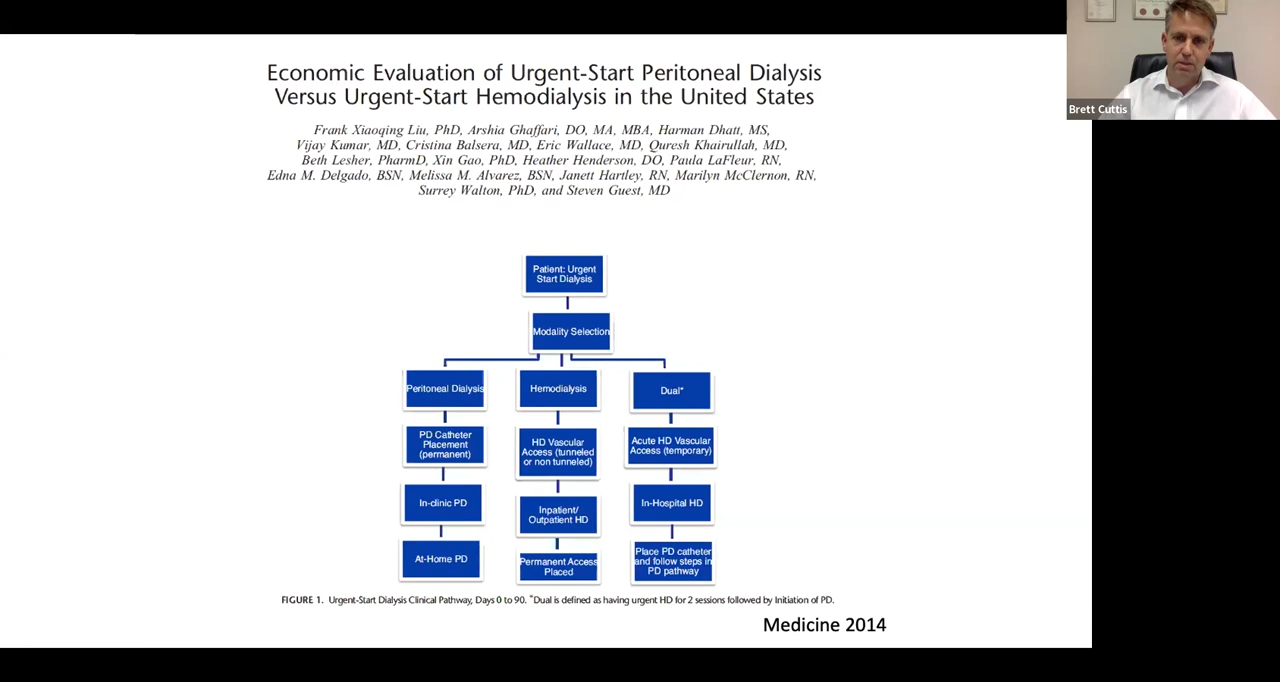 Economic Evaluation of Urgent-Start Peritoneal Dialysis
Versus Urgent-Start Hemodialysis in the United States
Frank Xiaoqing Liu, PhD, Arshia Ghaffari, DO, MA, MBA, Harman Dhatt, MS,
Vijay Kumar, MD, Cristina Balsera, MD, Eric Wallace, MD, Quresh Khairullah, MD,
Beth Lesher, PharmD, Xin Gao, PhD, Heather Henderson, DO, Paula LaFleur, RN,
Edna M. Delgado, BSN, Melissa M. Alvarez, BSN, Janett Hartley, RN, Marilyn McClernon, RN,
Surrey Walton, PhD, and Steven Guest, MD
Brett Cuttis
Patient: Urgent
Start Dialysis
Modality Selection
Peritoneal Dialysis
PD Catheter
Placement
(permanent)
In-clinic PD
At-Home PD
Hemodialysis
HD Vascular
Access (tunneled
or non tunneled)
Inpatient/
Outpatient HD
Permanent Access
Placed
Dual*
Acute HD Vascular
Access (temporary)
In-Hospital HD
Place PD catheter
and follow steps in
PD pathway
FIGURE 1. Urgent-Start Dialysis Clinical Pathway, Days 0 to 90. *Dual is defined as having urgent HD for 2 sessions followed by Initiation of PD.
Medicine 2014